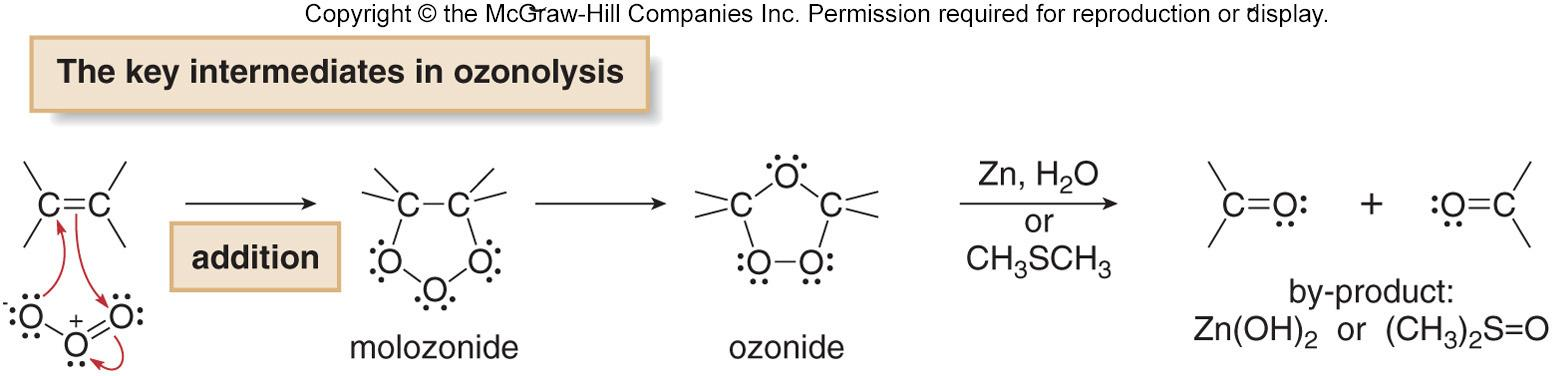 Copyright © the McGraw-Hill Companies Inc. Permission required for reproduction or display.
The key intermediates in ozonolysis
C=C
addition
-:O-O⁺=O:
C-C
O O
O
molozonide
O
C C
:O-O:
ozonide
Zn, H₂O
or
CH₃SCH₃
C=O: + :O=C
by-product:
Zn(OH)₂ or (CH₃)₂S=O